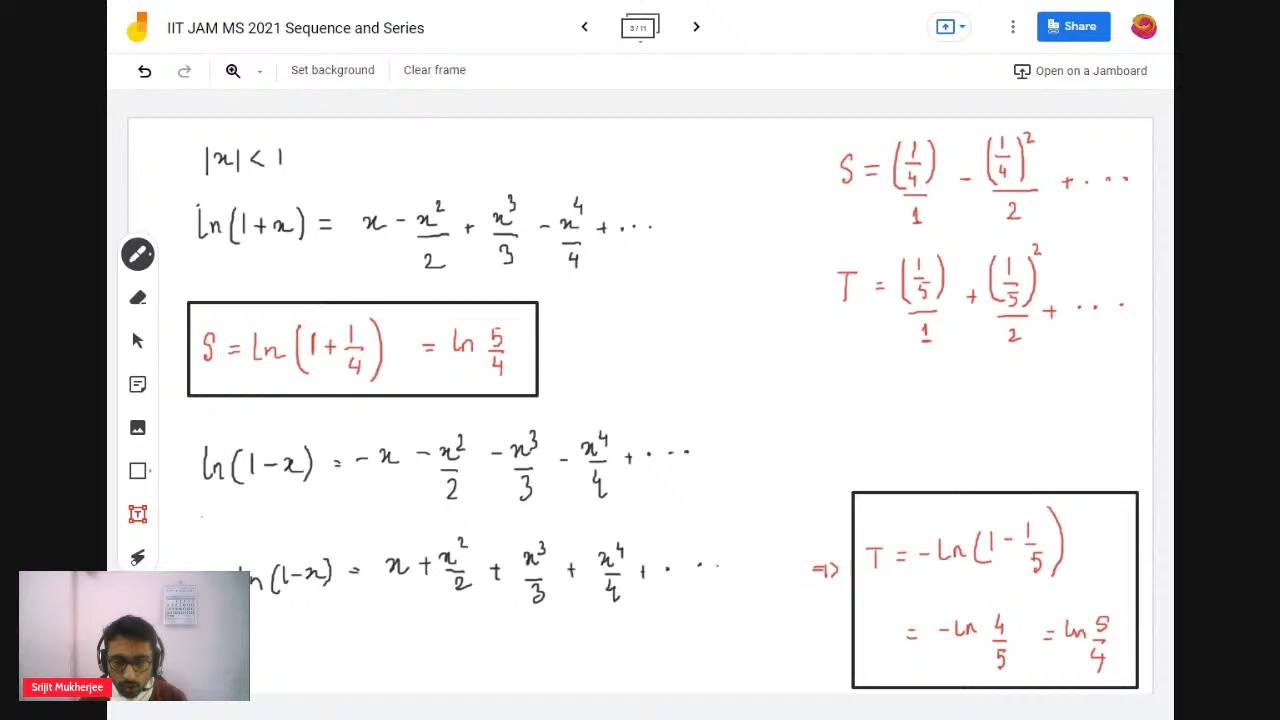 IIT JAM MS 2021 Sequence and Series
3 / 11
Share
Set background
Clear frame
Open on a Jamboard
|x| < 1
ln(1+x) = x - x²/2 + x³/3 - x⁴/4 + ...
S = ln(1 + 1/4) = ln 5/4
ln(1-x) = -x - x²/2 - x³/3 - x⁴/4 + ...
ln(1-x) = x + x²/2 + x³/3 + x⁴/4 + ...
S = (1/4)/1 - (1/4)²/2 + ...
T = (1/5)/1 + (1/5)²/2 + ...
⇒ T = -ln(1 - 1/5)
= -ln 4/5 = ln 5/4
T
Srijit Mukherjee